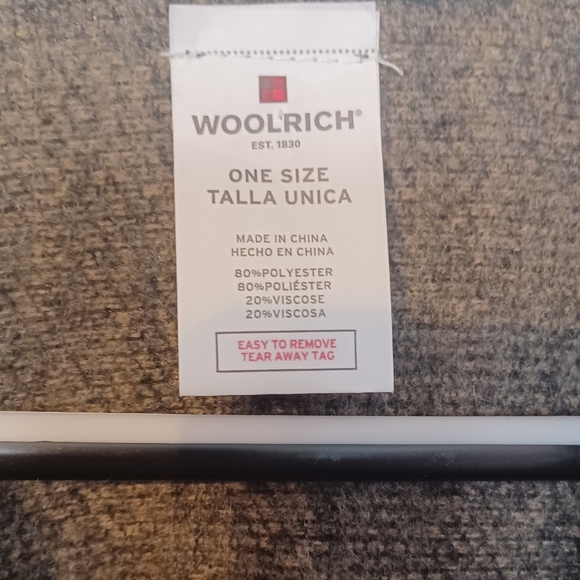 WOOLRICH®
EST. 1830
ONE SIZE
TALLA UNICA
MADE IN CHINA
HECHO EN CHINA
80%POLYESTER
80%POLIÉSTER
20%VISCOSE
20%VISCOSA
EASY TO REMOVE
TEAR AWAY TAG